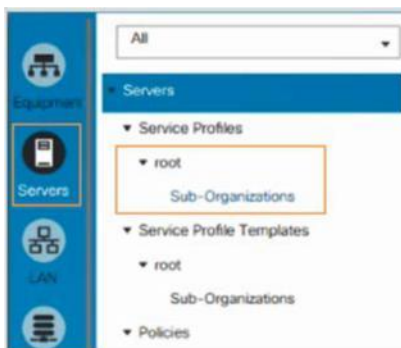 All
Equipment
Servers
Service Profiles
root
Servers
Sub-Organizations
Service Profile Templates
LAN
root
Sub-Organizations
Policies